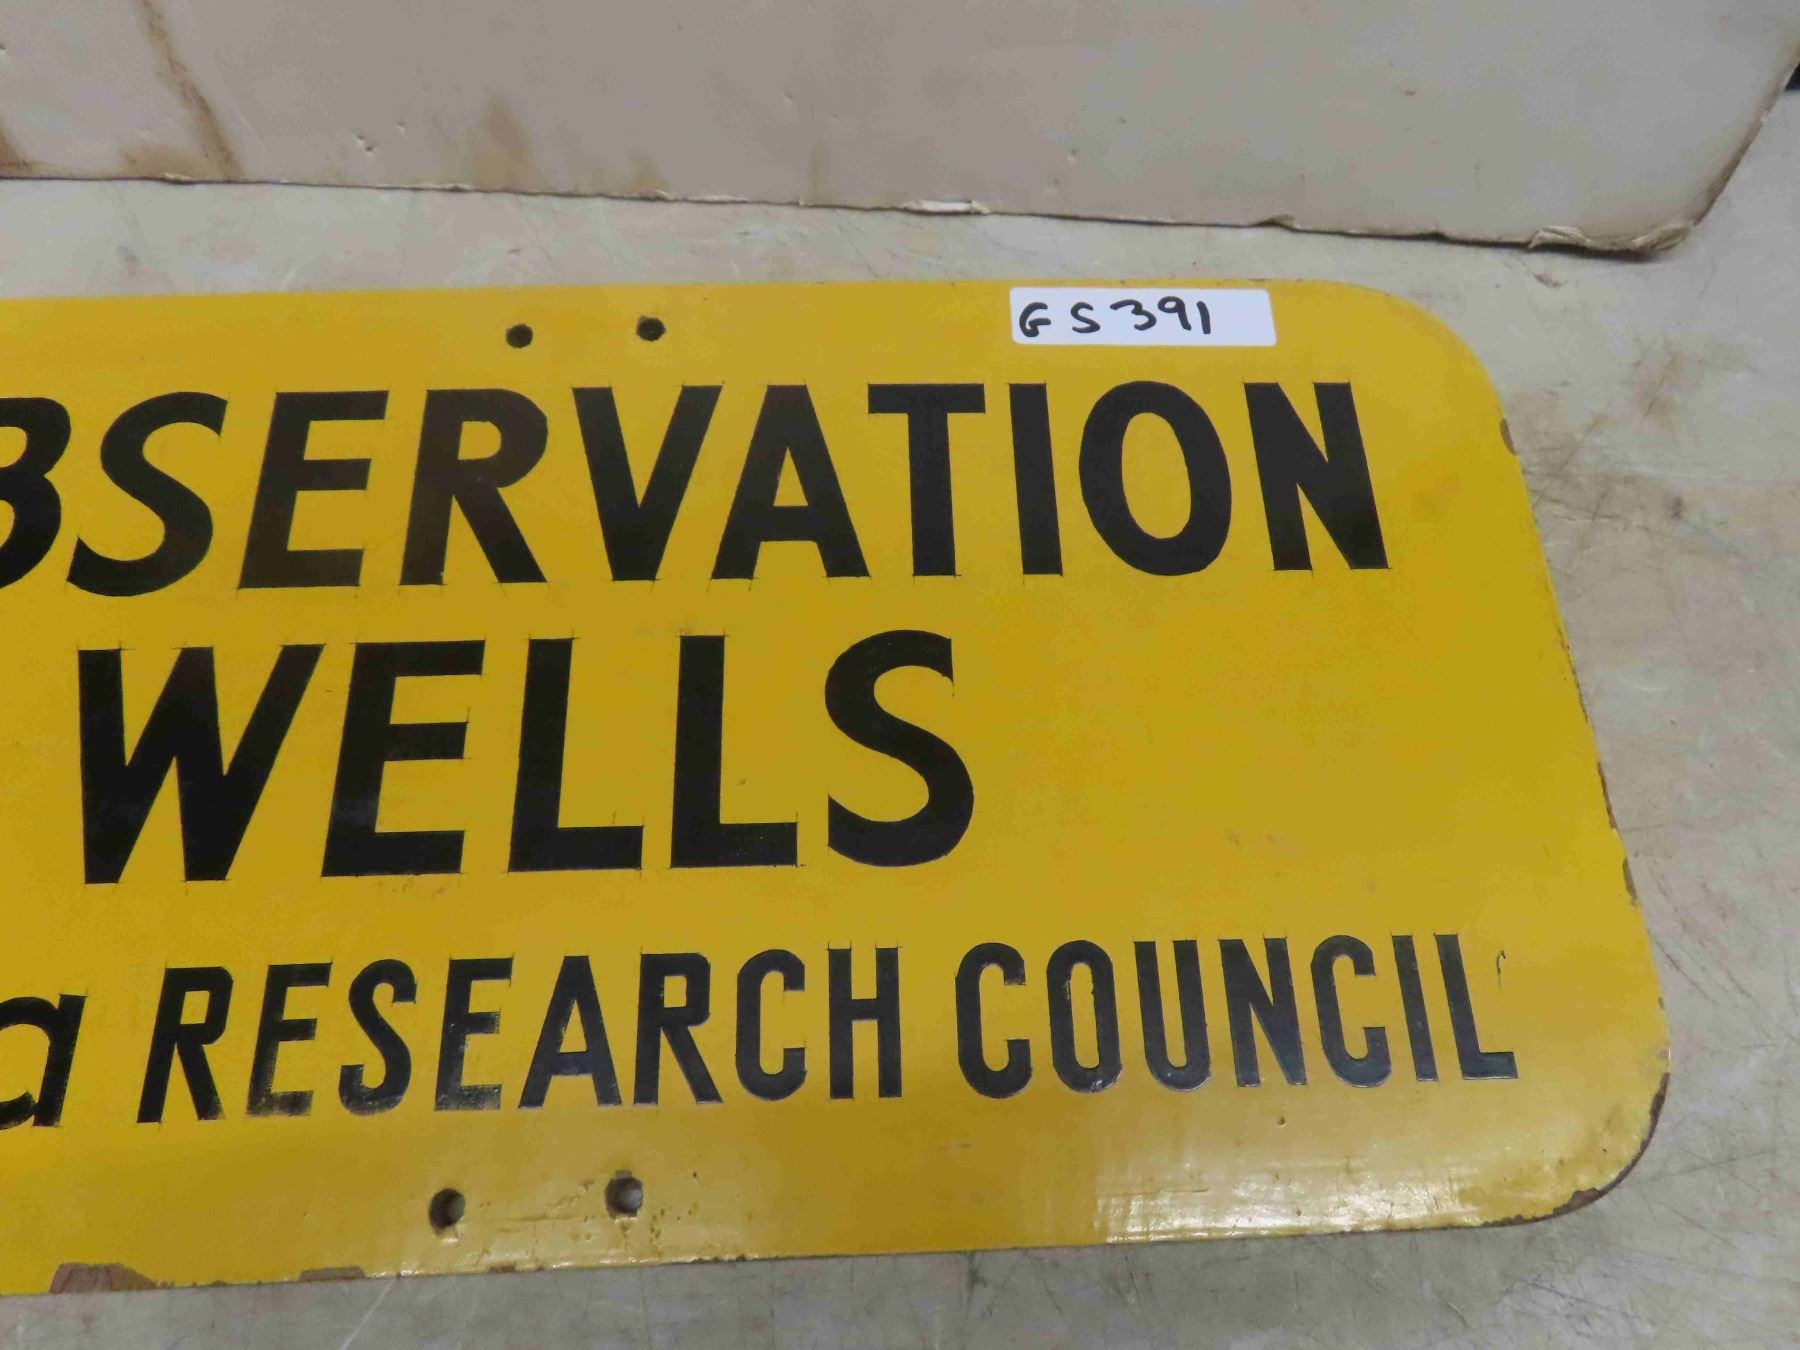 GS391
BSERVATION
WELLS
a RESEARCH COUNCIL